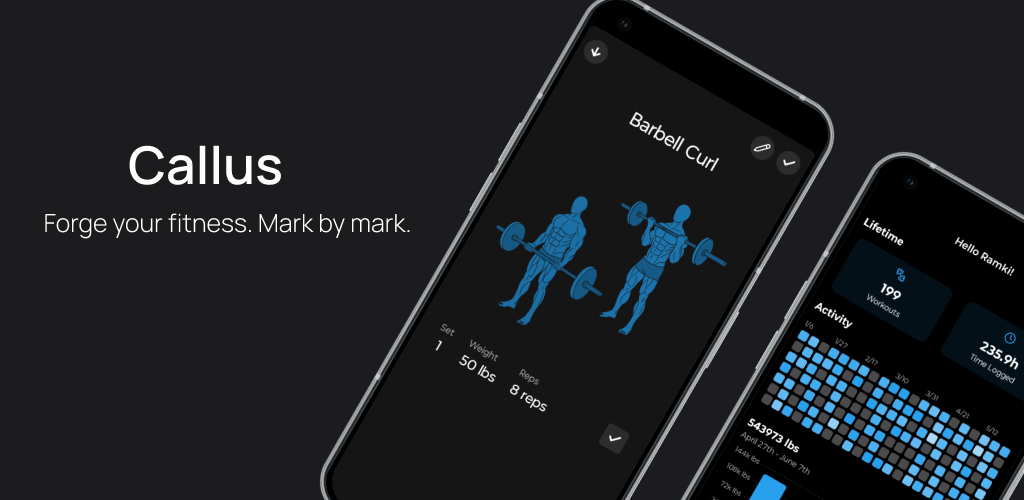 Callus
Forge your fitness. Mark by mark.
Barbell Curl
Set
Weight
Reps
1
50 lbs
8 reps
Hello Ramki!
Lifetime
199
Workouts
235.9h
Time Logged
Activity
1/6
1/27
2/17
3/10
3/31
4/21
5/12
543973 lbs
April 27th - June 7th
144k lbs
108k lbs
72k lbs